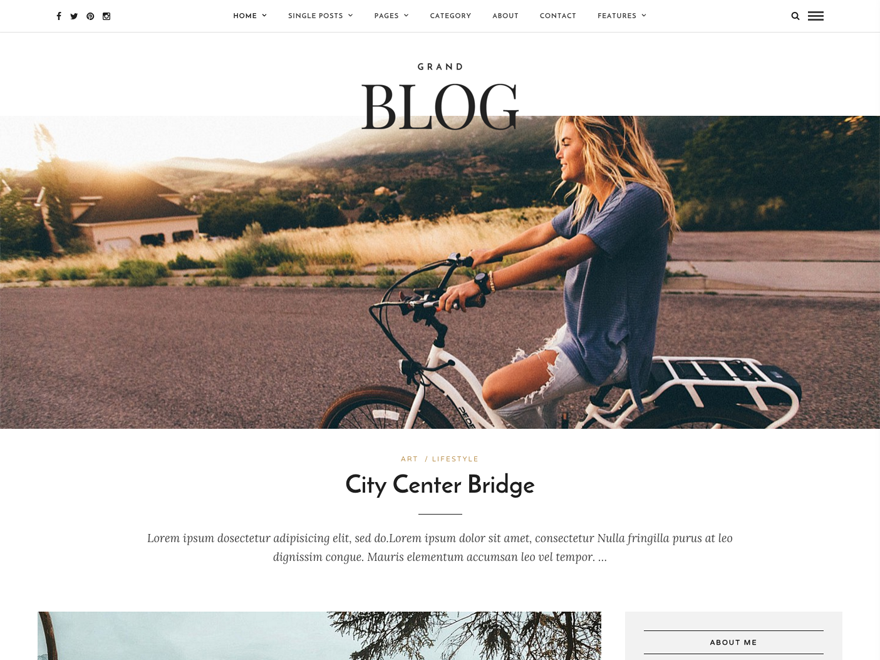 HOME SINGLE POSTS PAGES CATEGORY ABOUT CONTACT FEATURES
GRAND
BLOG
ART / LIFESTYLE
City Center Bridge
Lorem ipsum dosectetur adipisicing elit, sed do.Lorem ipsum dolor sit amet, consectetur Nulla fringilla purus at leo
dignissim congue. Mauris elementum accumsan leo vel tempor. ...
ABOUT ME